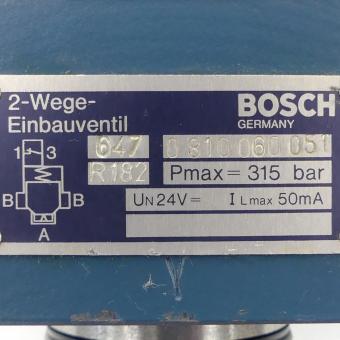 2-Wege-
Einbauventil
BOSCH
GERMANY
647 0 810 060 051
R182 Pmax = 315 bar
UN 24V= I Lmax 50mA
1 3
B B
A